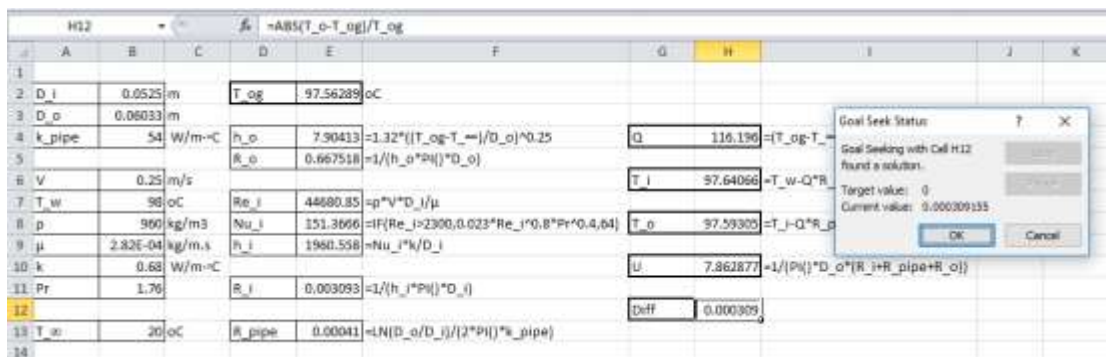 H12 fx =ABS(T_o-T_og)/T_og
A B C D E F G H I J K
1
2 D_i 0.0525 m T_og 97.56289 oC
3 D_o 0.06033 m
4 k_pipe 54 W/m-ºC h_o 7.90413 =1.32*((T_og-T_∞)/D_o)^0.25 Q 116.196 =(T_og-T_∞
5 R_o 0.667518 =1/(h_o*PI()*D_o)
6 V 0.25 m/s T_i 97.64066 =T_w-Q*R_
7 T_w 98 oC Re_i 44680.85 =ρ*V*D_i/μ
8 ρ 960 kg/m3 Nu_i 151.3666 =IF(Re_i>2300,0.023*Re_i^0.8*Pr^0.4,64) T_o 97.59305 =T_i-Q*R_p
9 μ 2.82E-04 kg/m.s h_i 1960.558 =Nu_i*k/D_i
10 k 0.68 W/m-ºC U 7.862877 =1/(PI()*D_o*(R_i+R_pipe+R_o))
11 Pr 1.76 R_i 0.003093 =1/(h_i*PI()*D_i)
12 Diff 0.000309
13 T_∞ 20 oC R_pipe 0.00041 =LN(D_o/D_i)/(2*PI()*k_pipe)
14
Goal Seek Status ? ×
Goal Seeking with Cell H12
found a solution.
Target value: 0
Current value: 0.000309155
OK Cancel